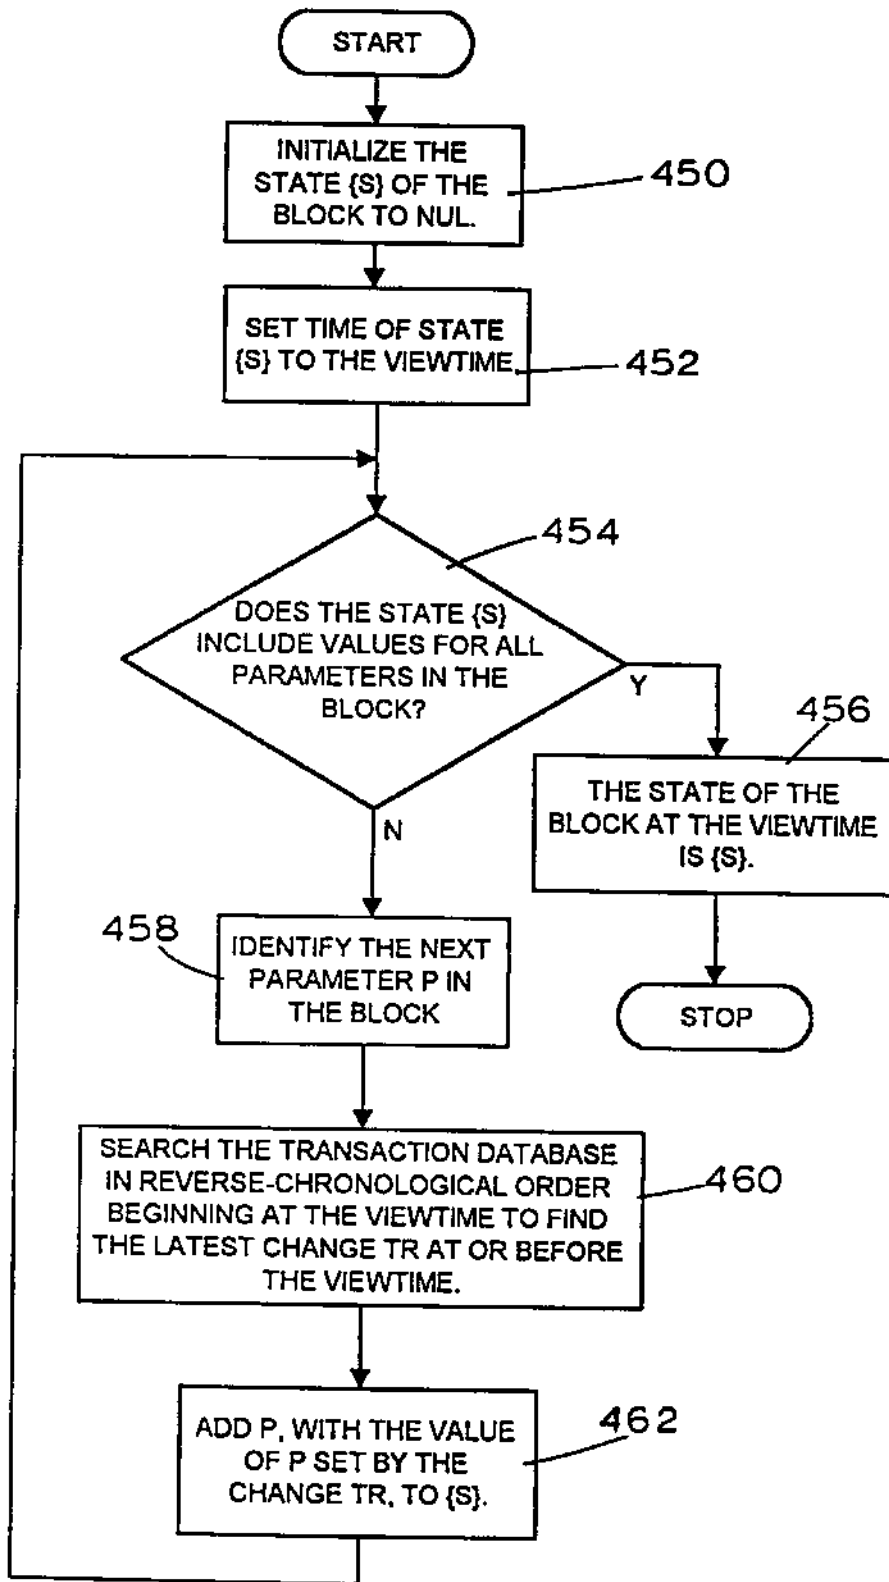 START
INITIALIZE THE
STATE {S} OF THE
BLOCK TO NUL.
450
SET TIME OF STATE
{S} TO THE VIEWTIME.
452
454
DOES THE STATE {S}
INCLUDE VALUES FOR ALL
PARAMETERS IN THE
BLOCK?
Y
N
456
THE STATE OF THE
BLOCK AT THE VIEWTIME
IS {S}.
STOP
458
IDENTIFY THE NEXT
PARAMETER P IN
THE BLOCK
SEARCH THE TRANSACTION DATABASE
IN REVERSE-CHRONOLOGICAL ORDER
BEGINNING AT THE VIEWTIME TO FIND
THE LATEST CHANGE TR AT OR BEFORE
THE VIEWTIME.
460
ADD P, WITH THE VALUE
OF P SET BY THE
CHANGE TR, TO {S}.
462